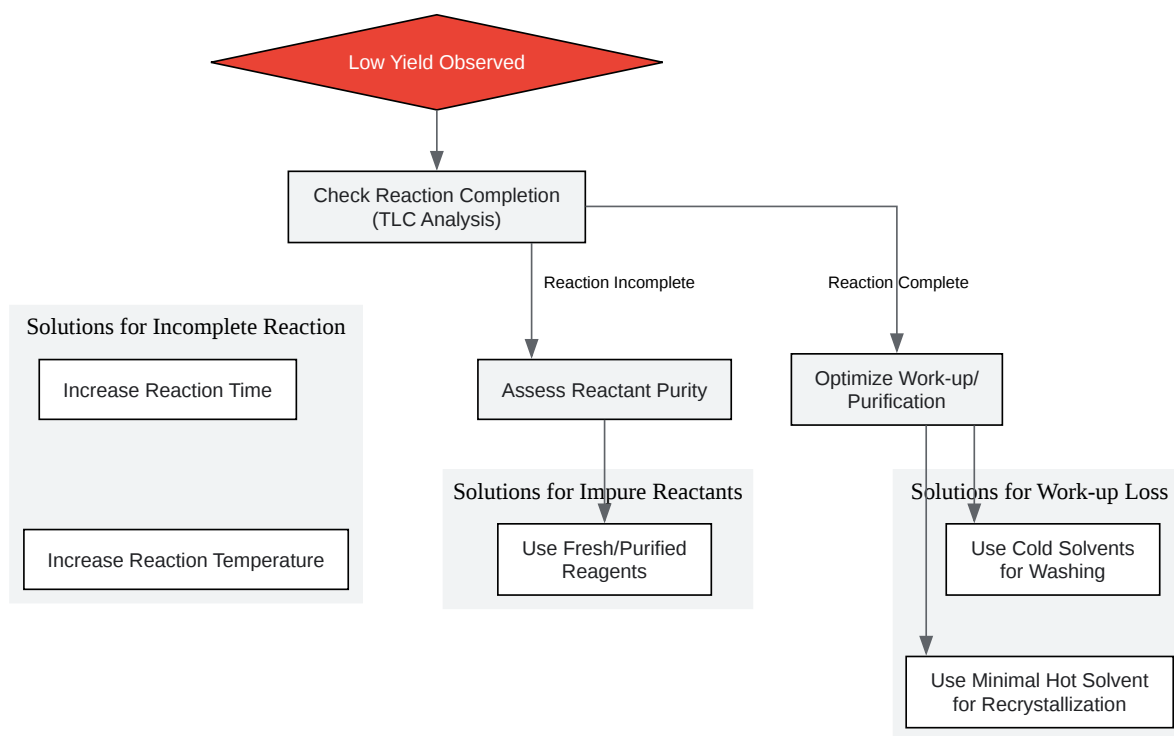 Low Yield Observed
Check Reaction Completion
(TLC Analysis)
Reaction Incomplete
Reaction Complete
Solutions for Incomplete Reaction
Increase Reaction Time
Assess Reactant Purity
Optimize Work-up/
Purification
Solutions for Impure Reactants
Solutions for Work-up Loss
Increase Reaction Temperature
Use Fresh/Purified
Reagents
Use Cold Solvents
for Washing
Use Minimal Hot Solvent
for Recrystallization